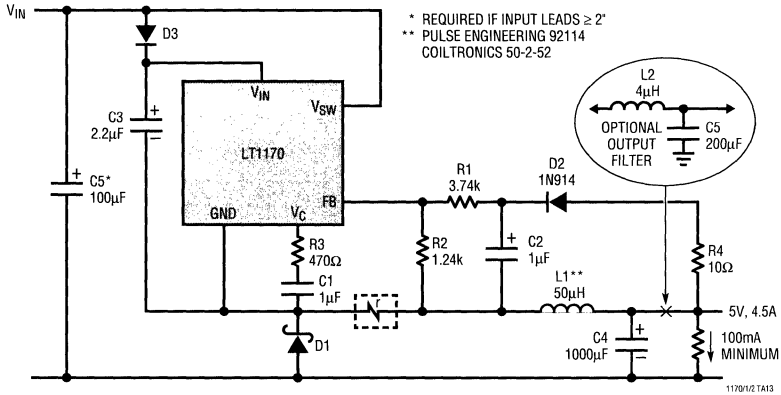 VIN
D3
* REQUIRED IF INPUT LEADS ≥ 2"
** PULSE ENGINEERING 92114
COILTRONICS 50-2-52
L2
4μH
OPTIONAL
OUTPUT
FILTER
C5
200μF
C3
2.2μF
+
–
VIN
VSW
LT1170
FB
GND
VC
+
C5*
100μF
R1
3.74k
D2
1N914
R2
1.24k
+
C2
1μF
R3
470Ω
C1
1μF
R4
10Ω
L1**
50μH
5V, 4.5A
D1
C4
1000μF
+
–
100mA
MINIMUM
1170/1/2 TA13